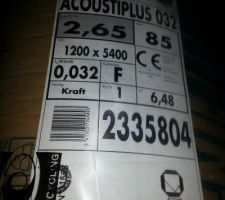 ACOUSTIPLUS 032
2,65 85
1200 x 5400
CE
0,032 F
Kraft 1 6,48
2335804